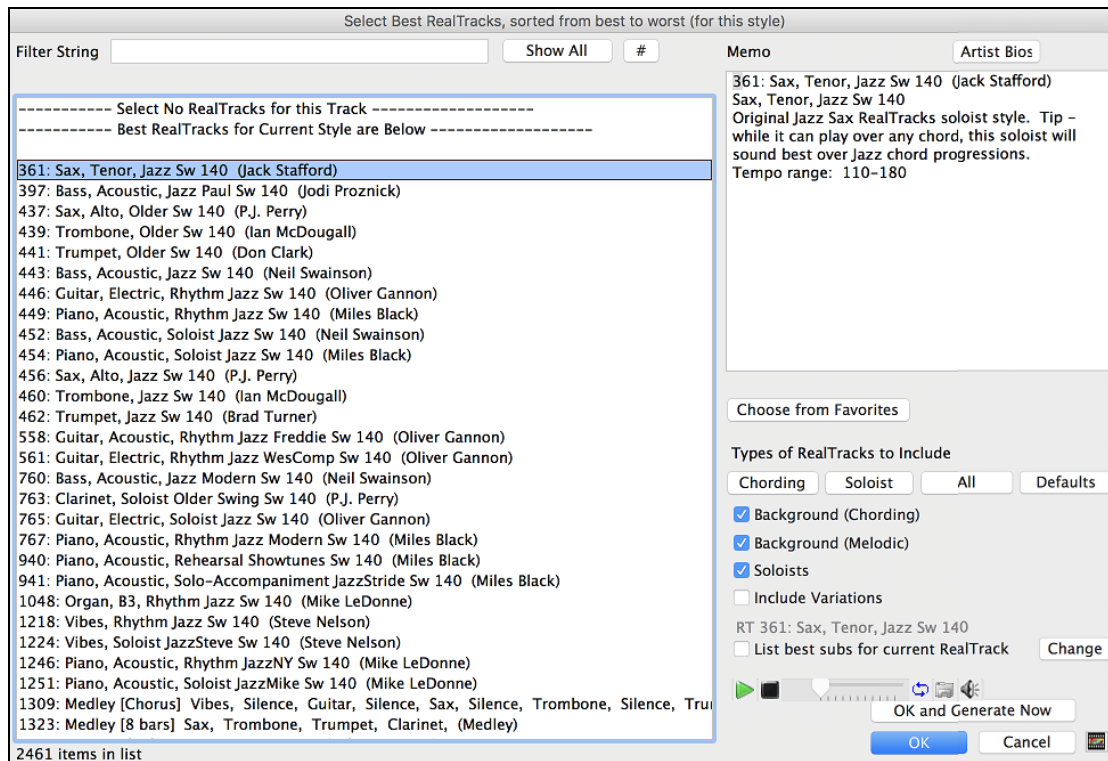 Select Best RealTracks, sorted from best to worst (for this style)
Filter String
Show All
#
----------- Select No RealTracks for this Track -------------------
----------- Best RealTracks for Current Style are Below --------------------
361: Sax, Tenor, Jazz Sw 140 (Jack Stafford)
397: Bass, Acoustic, Jazz Paul Sw 140 (Jodi Proznick)
437: Sax, Alto, Older Sw 140 (P.J. Perry)
439: Trombone, Older Sw 140 (Ian McDougall)
441: Trumpet, Older Sw 140 (Don Clark)
443: Bass, Acoustic, Jazz Sw 140 (Neil Swainson)
446: Guitar, Electric, Rhythm Jazz Sw 140 (Oliver Gannon)
449: Piano, Acoustic, Rhythm Jazz Sw 140 (Miles Black)
452: Bass, Acoustic, Soloist Jazz Sw 140 (Neil Swainson)
454: Piano, Acoustic, Soloist Jazz Sw 140 (Miles Black)
456: Sax, Alto, Jazz Sw 140 (P.J. Perry)
460: Trombone, Jazz Sw 140 (Ian McDougall)
462: Trumpet, Jazz Sw 140 (Brad Turner)
558: Guitar, Acoustic, Rhythm Jazz Freddie Sw 140 (Oliver Gannon)
561: Guitar, Electric, Rhythm Jazz WesComp Sw 140 (Oliver Gannon)
760: Bass, Acoustic, Jazz Modern Sw 140 (Neil Swainson)
763: Clarinet, Soloist Older Swing Sw 140 (P.J. Perry)
765: Guitar, Electric, Soloist Jazz Sw 140 (Oliver Gannon)
767: Piano, Acoustic, Rhythm Jazz Modern Sw 140 (Miles Black)
940: Piano, Acoustic, Rehearsal Showtunes Sw 140 (Miles Black)
941: Piano, Acoustic, Solo-Accompaniment JazzStride Sw 140 (Miles Black)
1048: Organ, B3, Rhythm Jazz Sw 140 (Mike LeDonne)
1218: Vibes, Rhythm Jazz Sw 140 (Steve Nelson)
1224: Vibes, Soloist JazzSteve Sw 140 (Steve Nelson)
1246: Piano, Acoustic, Rhythm JazzNY Sw 140 (Mike LeDonne)
1251: Piano, Acoustic, Soloist JazzMike Sw 140 (Mike LeDonne)
1309: Medley [Chorus] Vibes, Silence, Guitar, Silence, Sax, Silence, Trombone, Silence, Tru
1323: Medley [8 bars] Sax, Trombone, Trumpet, Clarinet, (Medley)
2461 items in list
Memo
Artist Bios
361: Sax, Tenor, Jazz Sw 140 (Jack Stafford)
Sax, Tenor, Jazz Sw 140
Original Jazz Sax RealTracks soloist style. Tip -
while it can play over any chord, this soloist will
sound best over Jazz chord progressions.
Tempo range: 110-180
Choose from Favorites
Types of RealTracks to Include
Chording
Soloist
All
Defaults
Background (Chording)
Background (Melodic)
Soloists
Include Variations
RT 361: Sax, Tenor, Jazz Sw 140
List best subs for current RealTrack
Change
OK and Generate Now
OK
Cancel